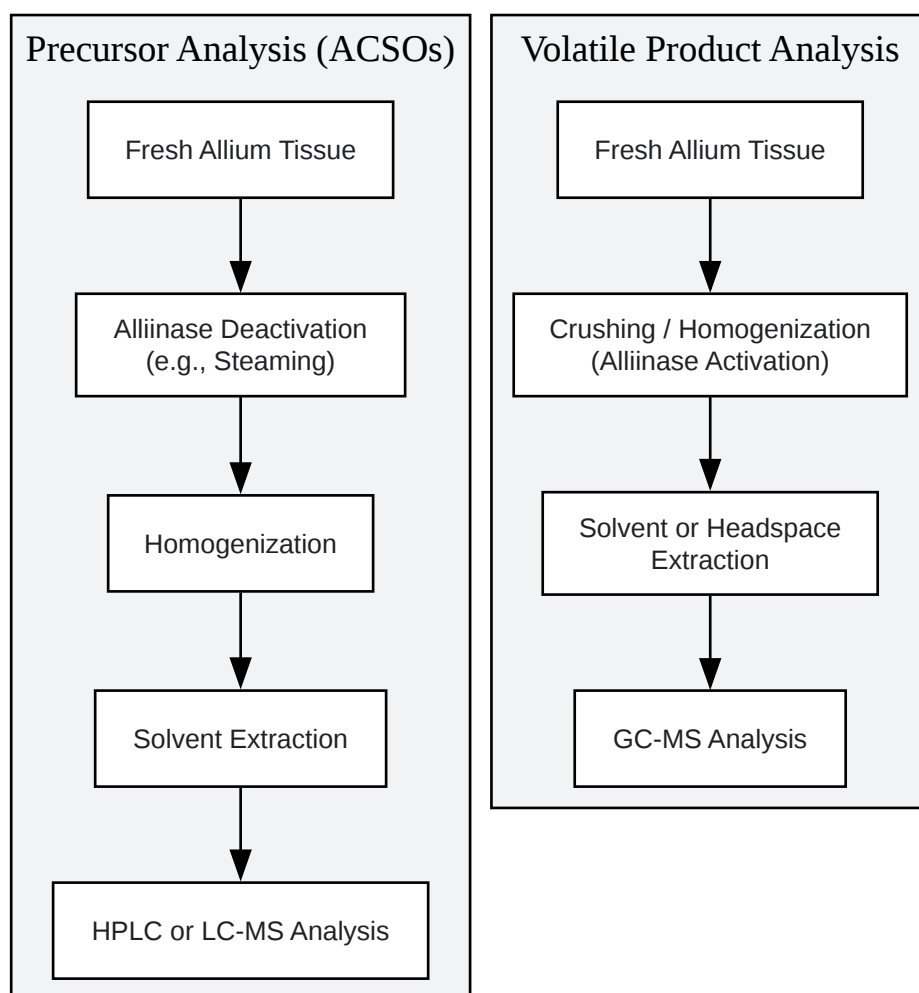 Precursor Analysis (ACSOs)
Fresh Allium Tissue
Alliinase Deactivation
(e.g., Steaming)
Homogenization
Solvent Extraction
HPLC or LC-MS Analysis
Volatile Product Analysis
Fresh Allium Tissue
Crushing / Homogenization
(Alliinase Activation)
Solvent or Headspace
Extraction
GC-MS Analysis